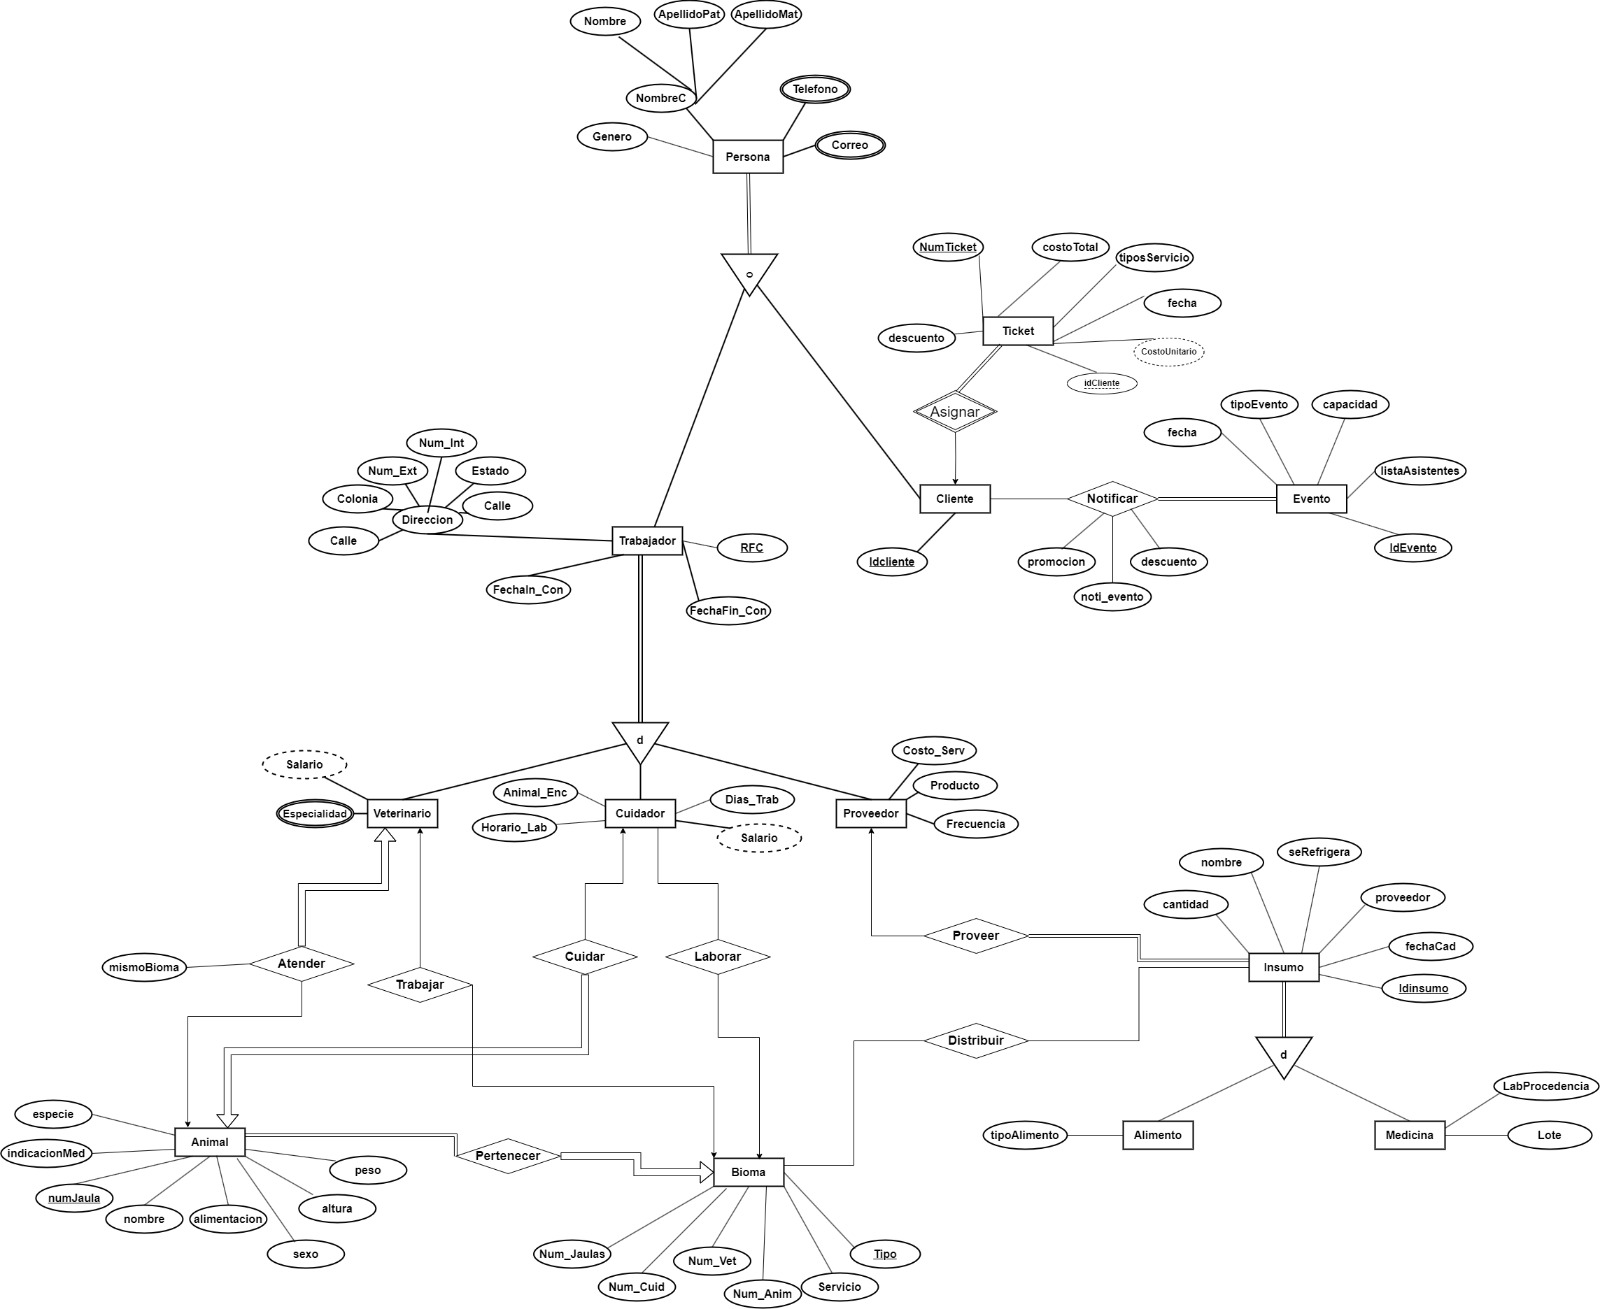 Nombre
ApellidoPat
ApellidoMat
NombreC
Telefono
Genero
Correo
Persona
o
NumTicket
costoTotal
tiposServicio
fecha
descuento
Ticket
CostoUnitario
idCliente
Asignar
tipoEvento
capacidad
fecha
listaAsistentes
Cliente
Notificar
Evento
Idcliente
promocion
descuento
noti_evento
IdEvento
Num_Int
Num_Ext
Estado
Colonia
Calle
Direccion
Calle
Trabajador
RFC
FechaIn_Con
FechaFin_Con
d
Salario
Especialidad
Veterinario
Animal_Enc
Horario_Lab
Cuidador
Dias_Trab
Salario
Costo_Serv
Producto
Proveedor
Frecuencia
mismoBioma
Atender
Trabajar
Cuidar
Laborar
Proveer
Distribuir
nombre
seRefrigera
cantidad
proveedor
fechaCad
Insumo
Idinsumo
d
tipoAlimento
Alimento
Medicina
LabProcedencia
Lote
especie
indicacionMed
Animal
numJaula
nombre
alimentacion
sexo
altura
peso
Pertenecer
Bioma
Num_Jaulas
Num_Cuid
Num_Vet
Num_Anim
Servicio
Tipo